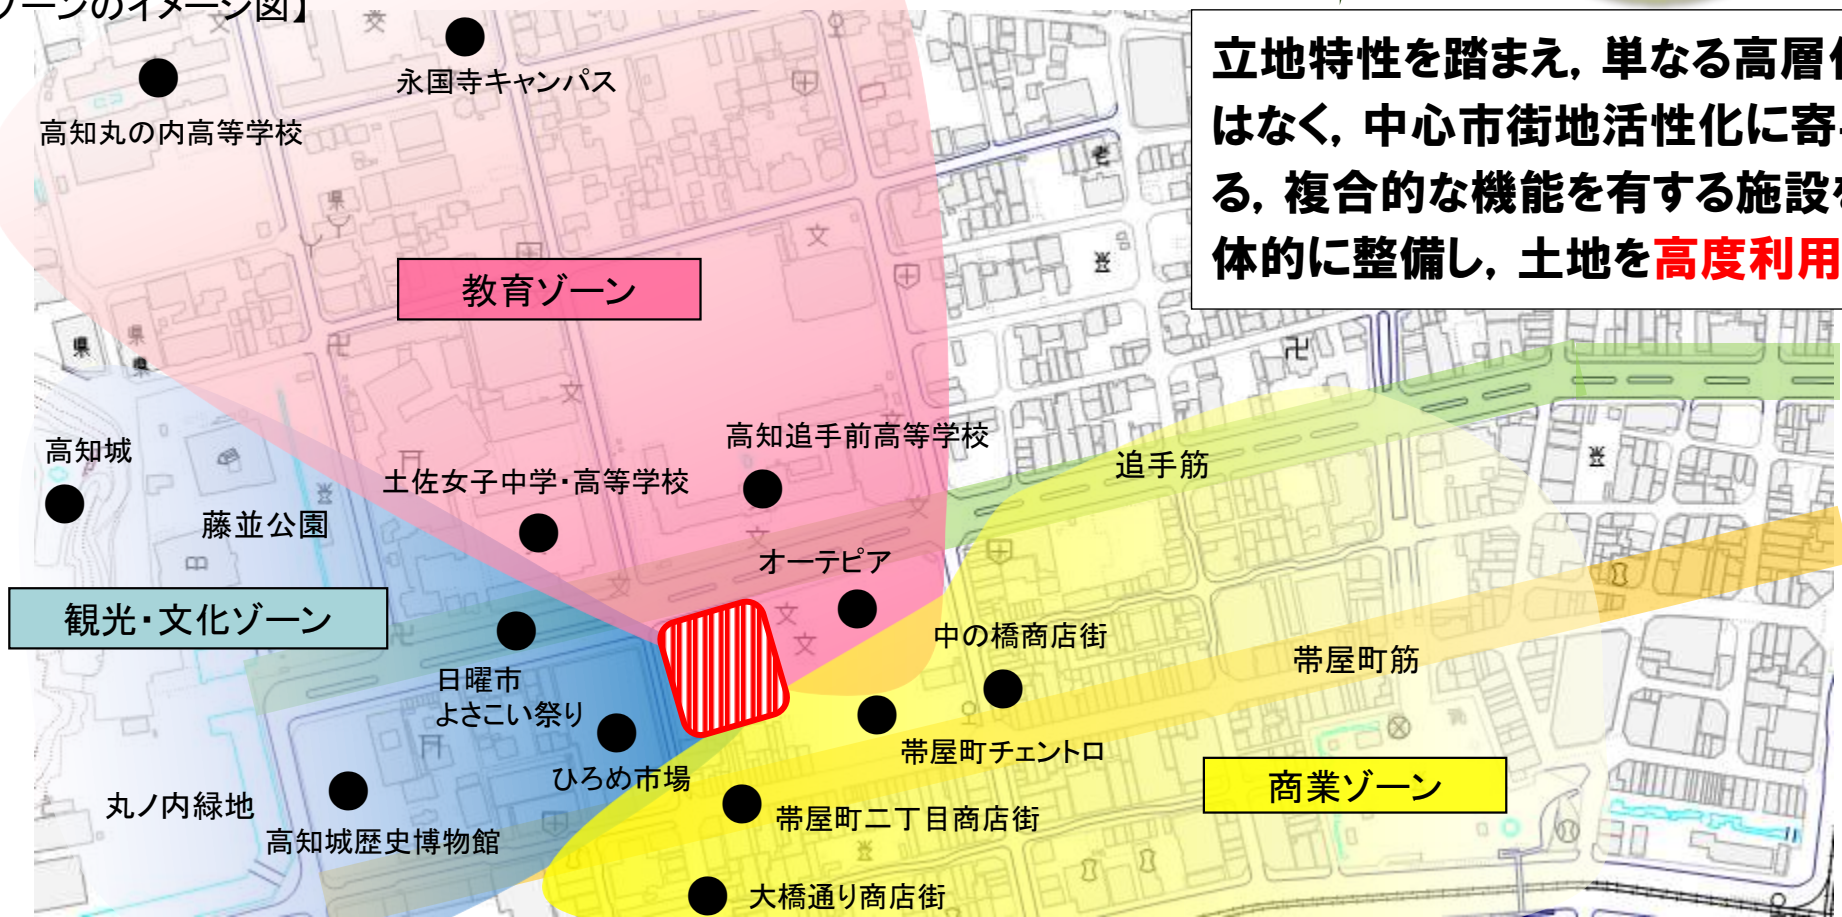 ゾーンのイメージ図】
永国寺キャンパス
高知丸の内高等学校
立地特性を踏まえ，単なる高層
はなく，中心市街地活性化に寄
る，複合的な機能を有する施設
体的に整備し，土地を高度利用
教育ゾーン
高知城
高知追手前高等学校
追手筋
土佐女子中学・高等学校
藤並公園
オーテピア
観光・文化ゾーン
中の橋商店街
帯屋町筋
日曜市
よさこい祭り
帯屋町チェントロ
ひろめ市場
商業ゾーン
丸ノ内緑地
帯屋町二丁目商店街
高知城歴史博物館
大橋通り商店街